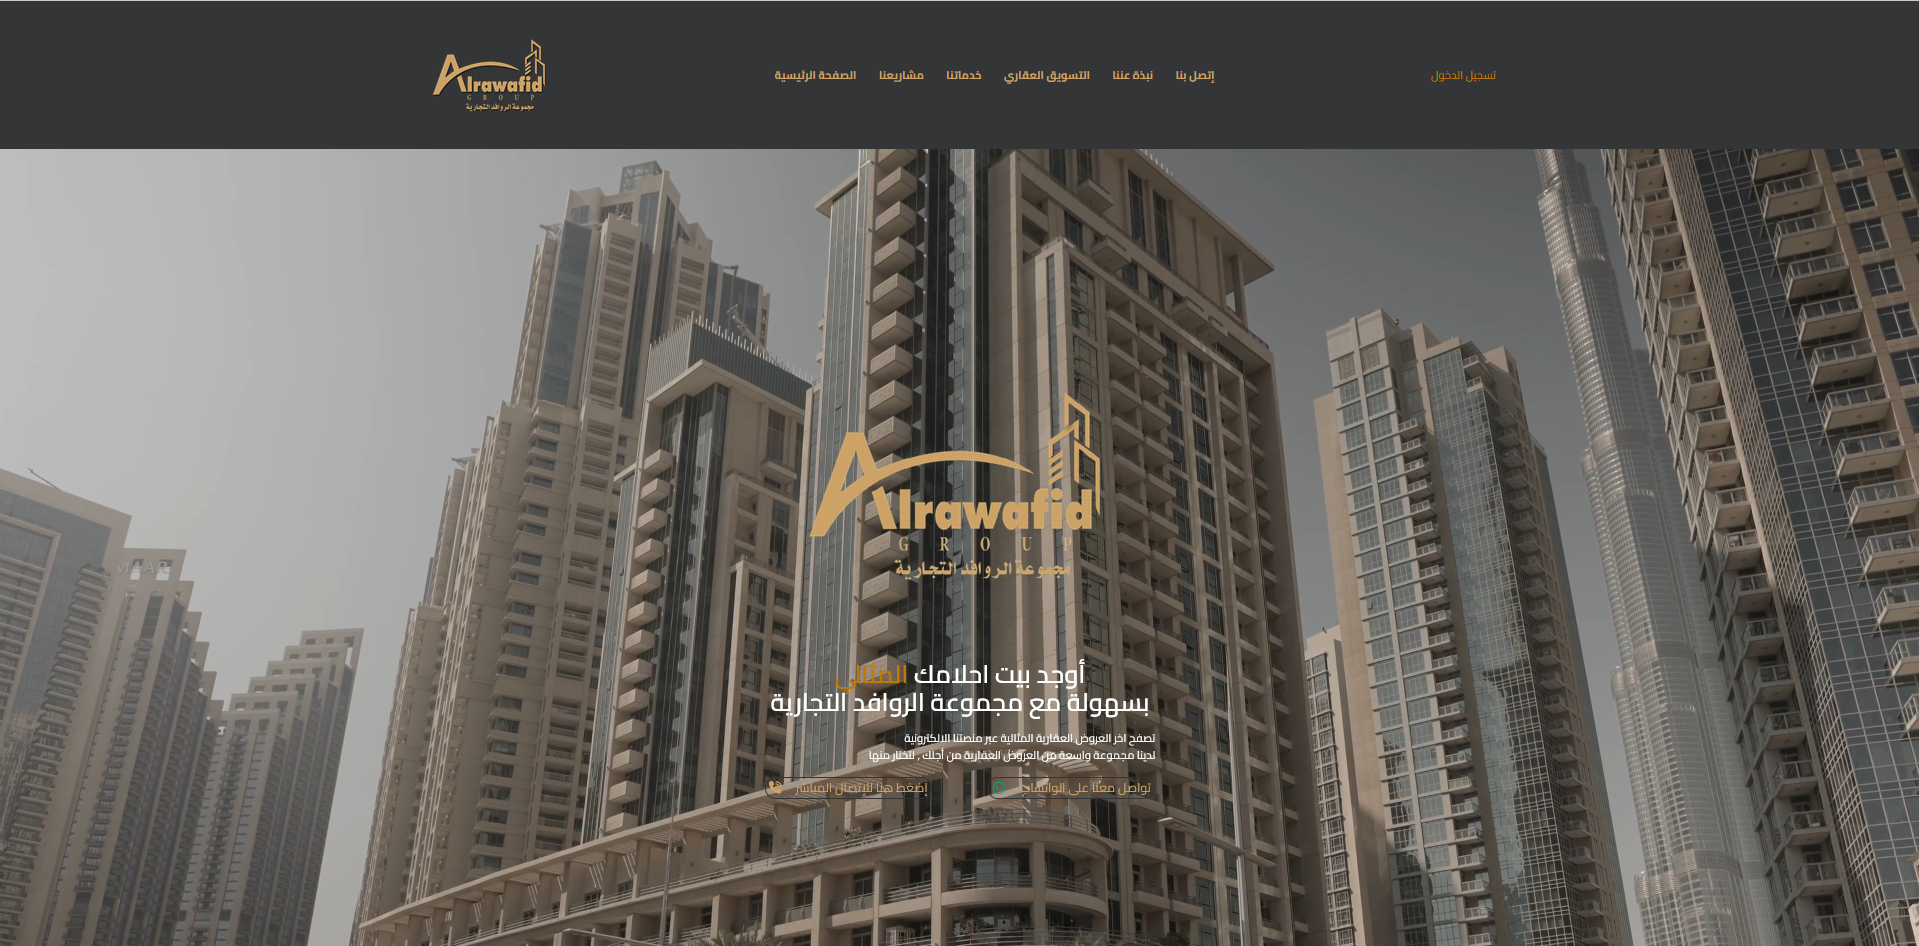 Alrawafid
GROUP
مجموعة الروافد التجارية
الصفحة الرئيسية
مشاريعنا
خدماتنا
التسويق العقاري
نبذة عننا
إتصل بنا
تسجيل الدخول
Alrawafid
GROUP
مجموعة الروافد التجارية
أوجد بيت احلامك المثالي
بسهولة مع مجموعة الروافد التجارية
تصفح اخر العروض العقارية المثالية عبر منصتنا الالكترونية
لدينا مجموعة واسعة من العروض العقارية من أجلك , لتختار منها
تواصل معنا على الواتساب
إضغط هنا للإتصال المباشر